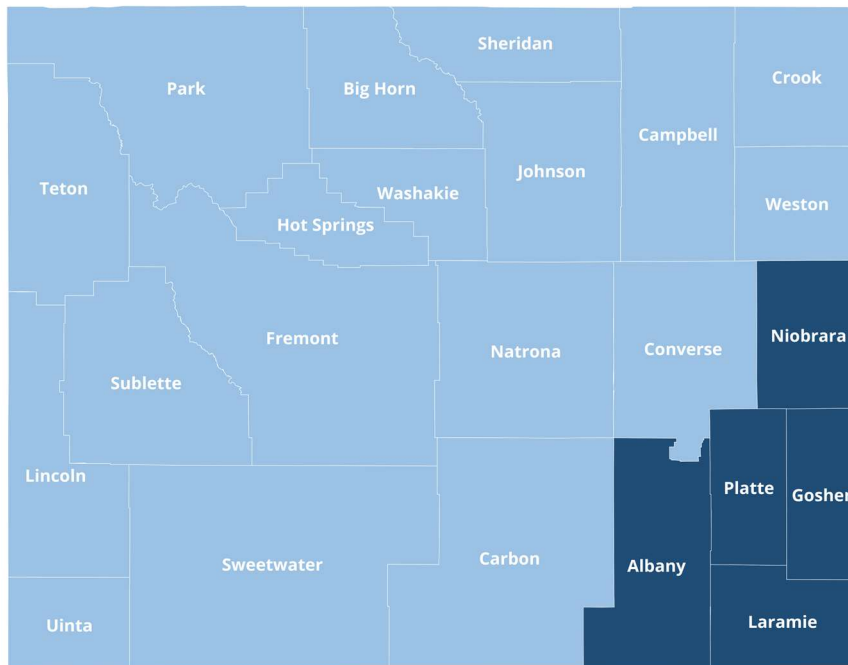 Sheridan
Park
Big Horn
Crook
Campbell
Johnson
Teton
Washakie
Weston
Hot Springs
Fremont
Natrona
Converse
Niobrara
Sublette
Lincoln
Platte
Goshen
Sweetwater
Carbon
Albany
Uinta
Laramie